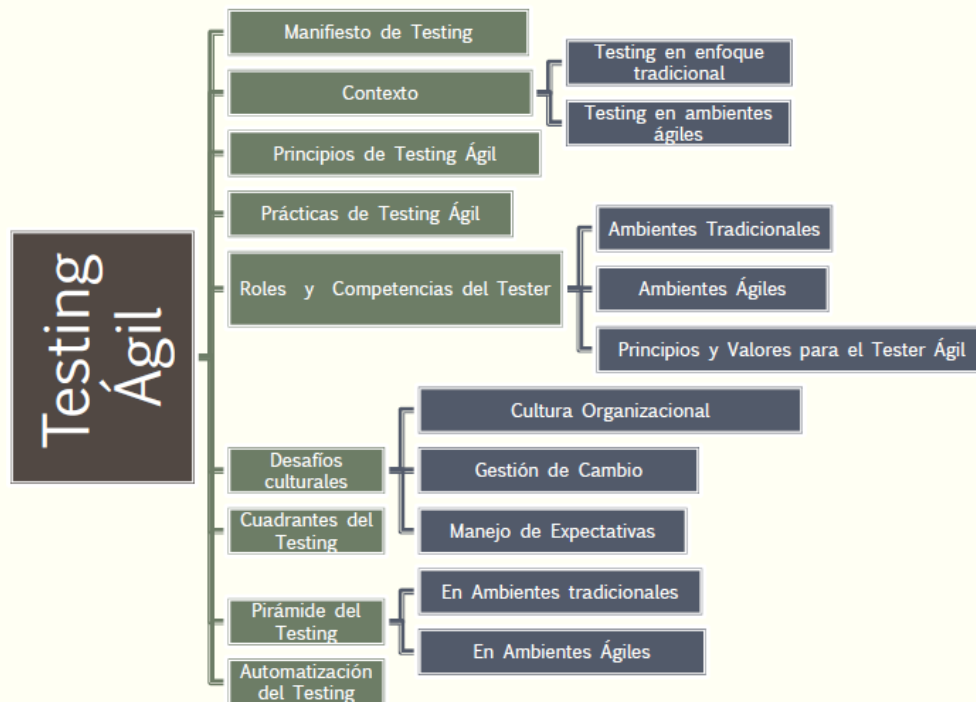 Testing
Ágil
Manifiesto de Testing
Contexto
Testing en enfoque
tradicional
Testing en ambientes
ágiles
Principios de Testing Ágil
Prácticas de Testing Ágil
Roles y Competencias del Tester
Ambientes Tradicionales
Ambientes Ágiles
Principios y Valores para el Tester Ágil
Desafíos
culturales
Cultura Organizacional
Gestión de Cambio
Manejo de Expectativas
Cuadrantes del
Testing
Pirámide del
Testing
En Ambientes tradicionales
En Ambientes Ágiles
Automatización
del Testing